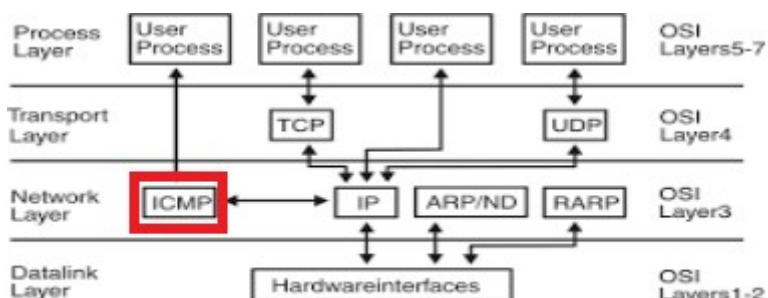 Process Layer
User Process
User Process
User Process
User Process
OSI Layers5-7
Transport Layer
TCP
UDP
OSI Layer4
Network Layer
ICMP
IP
ARP/ND
RARP
OSI Layer3
Datalink Layer
Hardwareinterfaces
OSI Layers1-2